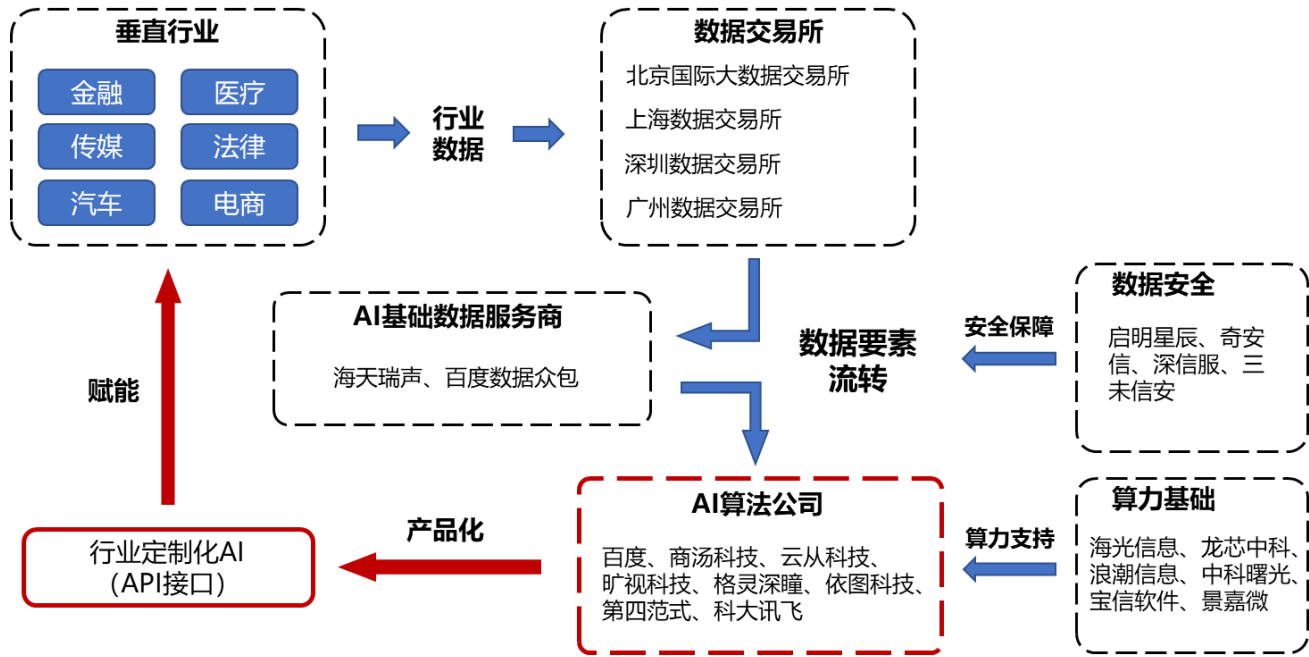 垂直行业
金融
医疗
传媒
法律
汽车
电商
行业
数据
数据交易所
北京国际大数据交易所
上海数据交易所
深圳数据交易所
广州数据交易所
AI基础数据服务商
海天瑞声、百度数据众包
数据要素
流转
安全保障
数据安全
启明星辰、奇安
信、深信服、三
未信安
赋能
AI算法公司
百度、商汤科技、云从科技、
旷视科技、格灵深瞳、依图科技、
第四范式、科大讯飞
算力支持
算力基础
海光信息、龙芯中科、
浪潮信息、中科曙光、
宝信软件、景嘉微
产品化
行业定制化AI
（API接口）